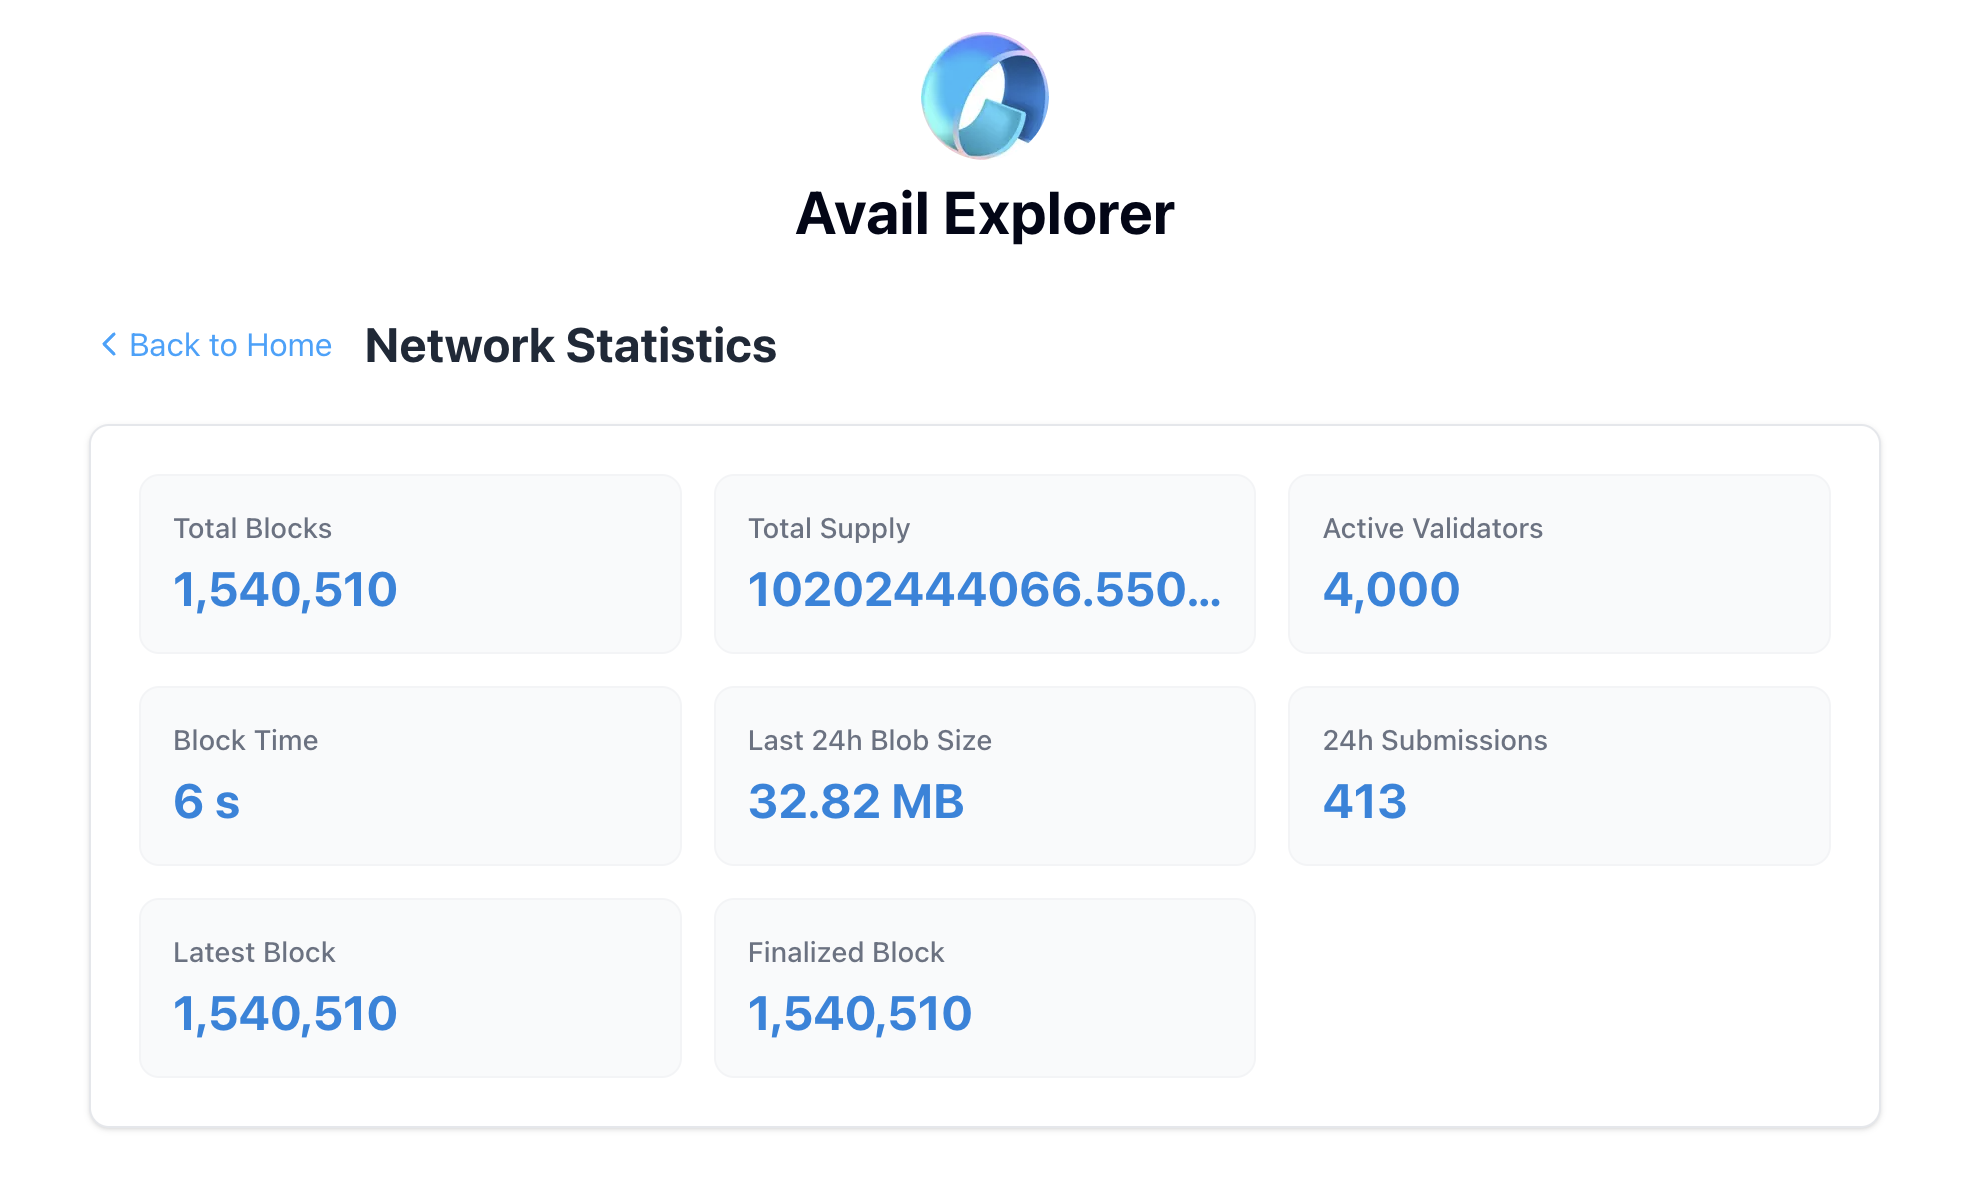 Avail Explorer
Back to Home
Network Statistics
Total Blocks
1,540,510
Total Supply
10202444066.550...
Active Validators
4,000
Block Time
6 s
Last 24h Blob Size
32.82 MB
24h Submissions
413
Latest Block
1,540,510
Finalized Block
1,540,510